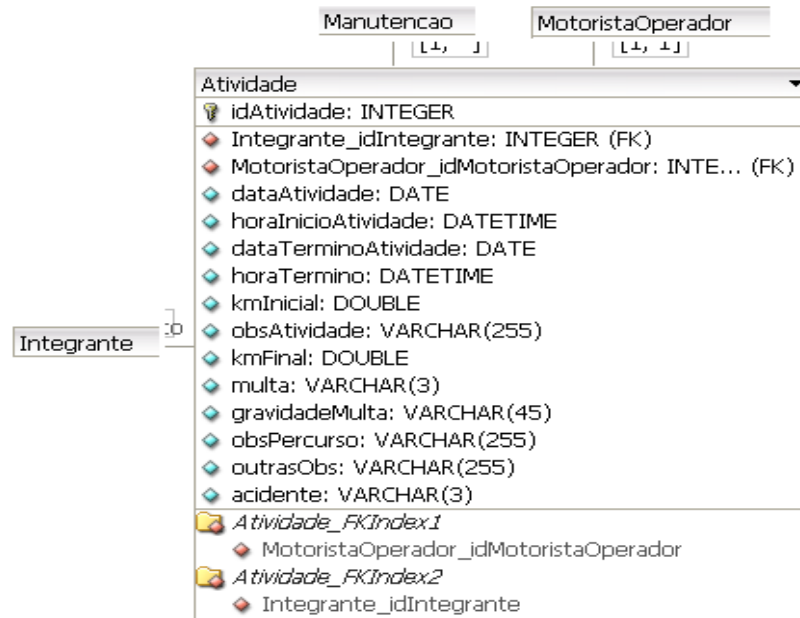 Manutencao
MotoristaOperador
Atividade
idAtividade: INTEGER
Integrante_idIntegrante: INTEGER (FK)
MotoristaOperador_idMotoristaOperador: INTE... (FK)
dataAtividade: DATE
horaInicioAtividade: DATETIME
dataTerminoAtividade: DATE
horaTermino: DATETIME
kmInicial: DOUBLE
obsAtividade: VARCHAR(255)
Integrante
kmFinal: DOUBLE
multa: VARCHAR(3)
gravidadeMulta: VARCHAR(45)
obsPercurso: VARCHAR(255)
outrasObs: VARCHAR(255)
acidente: VARCHAR(3)
Atividade_FKIndex1
MotoristaOperador_idMotoristaOperador
Atividade_FKIndex2
Integrante_idIntegrante